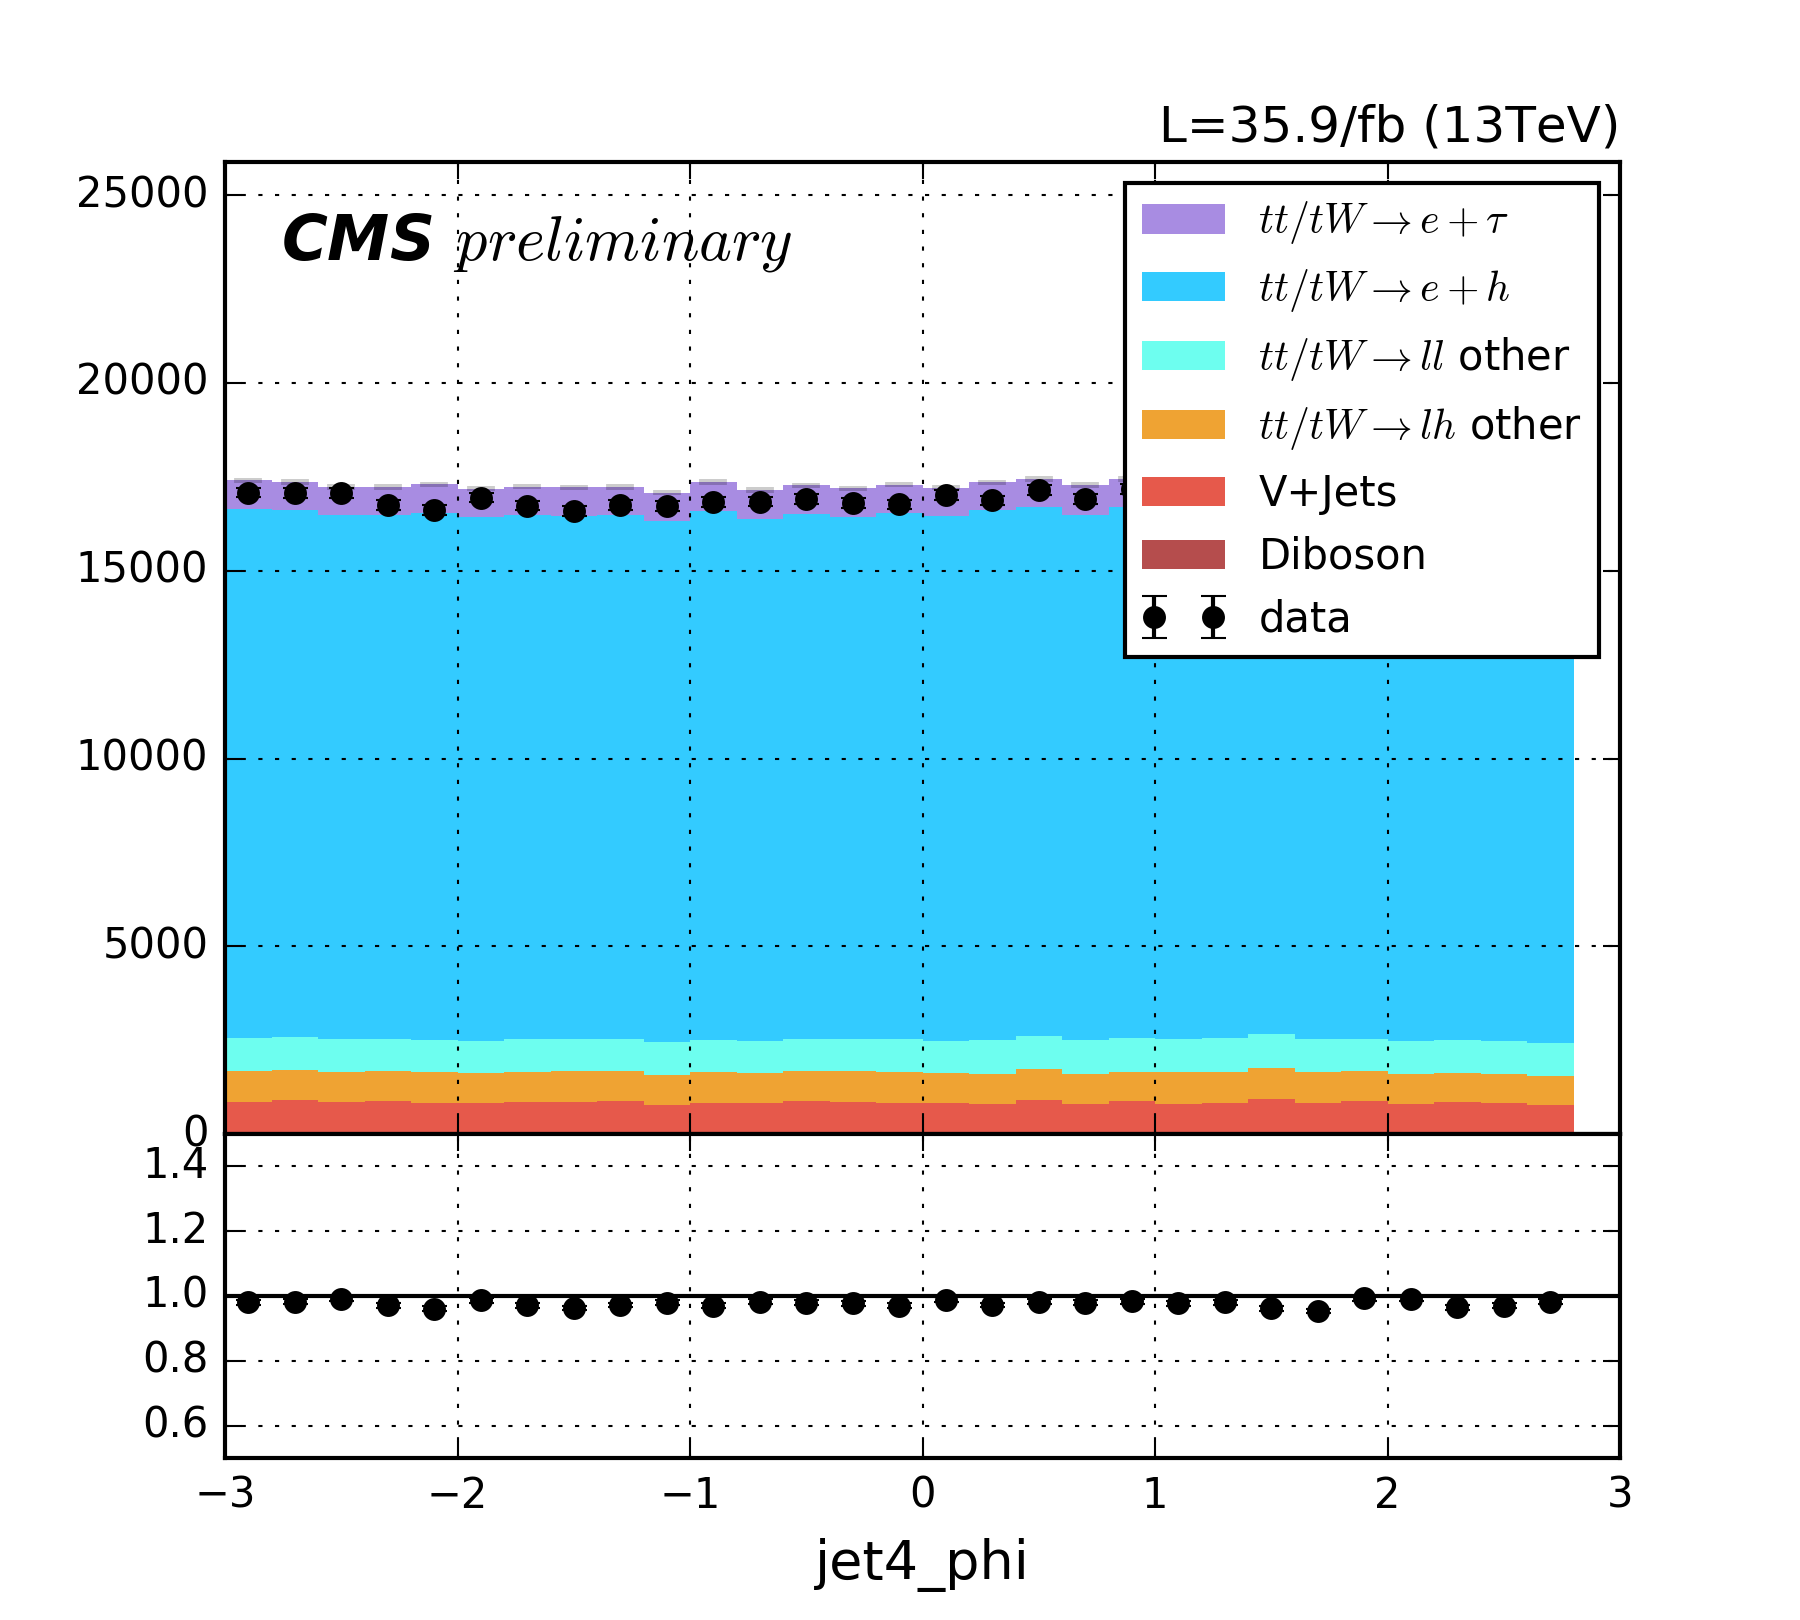 L=35.9/fb (13TeV)
CMS preliminary
25000
20000
15000
10000
5000
0
tt/tW→e+τ
tt/tW→e+h
tt/tW→ll other
tt/tW→lh other
V+Jets
Diboson
data
1.4
1.2
1.0
0.8
0.6
−3 −2 −1 0 1 2 3
jet4_phi